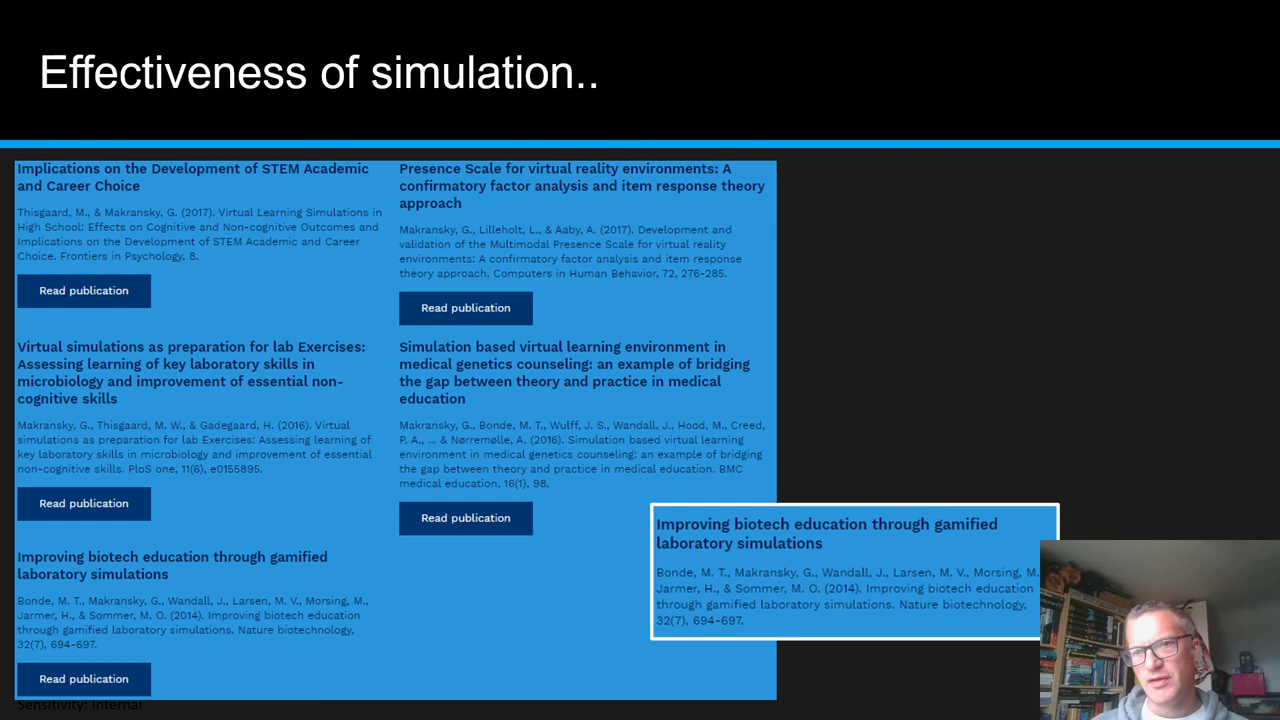 Effectiveness of simulation..
Implications on the Development of STEM Academic
and Career Choice
Thisgaard, M., & Makransky, G. (2017). Virtual Learning Simulations in
High School: Effects on Cognitive and Non-cognitive Outcomes and
Implications on the Development of STEM Academic and Career
Choice. Frontiers in Psychology, 8.
Read publication
Presence Scale for virtual reality environments: A
confirmatory factor analysis and item response theory
approach
Makransky, G., Lilleholt, L., & Aaby, A. (2017). Development and
validation of the Multimodal Presence Scale for virtual reality
environments: A confirmatory factor analysis and item response
theory approach. Computers in Human Behavior, 72, 276-285.
Read publication
Virtual simulations as preparation for lab Exercises:
Assessing learning of key laboratory skills in
microbiology and improvement of essential non-
cognitive skills
Makransky, G., Thisgaard, M. W., & Gadegaard, H. (2016). Virtual
simulations as preparation for lab Exercises: Assessing learning of
key laboratory skills in microbiology and improvement of essential
non-cognitive skills. PloS one, 11(6), e0155895.
Read publication
Simulation based virtual learning environment in
medical genetics counseling: an example of bridging
the gap between theory and practice in medical
education
Makransky, G., Bonde, M. T., Wulff, J. S., Wandall, J., Hood, M., Creed,
P. A., ... & Nørremølle, A. (2016). Simulation based virtual learning
environment in medical genetics counseling: an example of bridging
the gap between theory and practice in medical education. BMC
medical education, 16(1), 98.
Read publication
Improving biotech education through gamified
laboratory simulations
Bonde, M. T., Makransky, G., Wandall, J., Larsen, M. V., Morsing, M.,
Jarmer, H., & Sommer, M. O. (2014). Improving biotech education
through gamified laboratory simulations. Nature biotechnology,
32(7), 694-697.
Read publication
Improving biotech education through gamified
laboratory simulations
Bonde, M. T., Makransky, G., Wandall, J., Larsen, M. V., Morsing, M.
Jarmer, H., & Sommer, M. O. (2014). Improving biotech education
through gamified laboratory simulations. Nature biotechnology,
32(7), 694-697.
Sensitivity: Internal